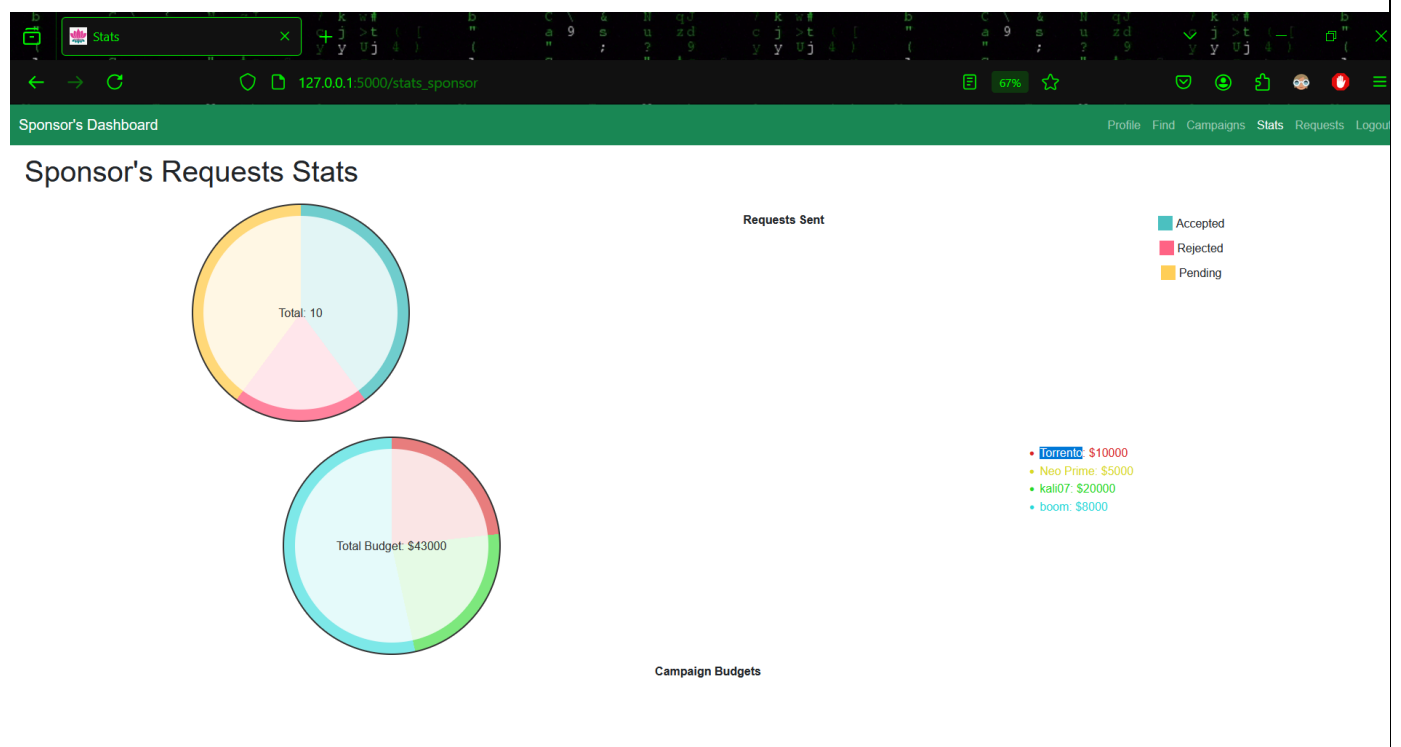 Stats
127.0.0.1:5000/stats_sponsor
67%
Sponsor's Dashboard
Profile Find Campaigns Stats Requests Logout
Sponsor's Requests Stats
Requests Sent
Accepted
Rejected
Pending
Total: 10
Torrento: $10000
Neo Prime: $5000
kali07: $20000
boom: $8000
Total Budget: $43000
Campaign Budgets